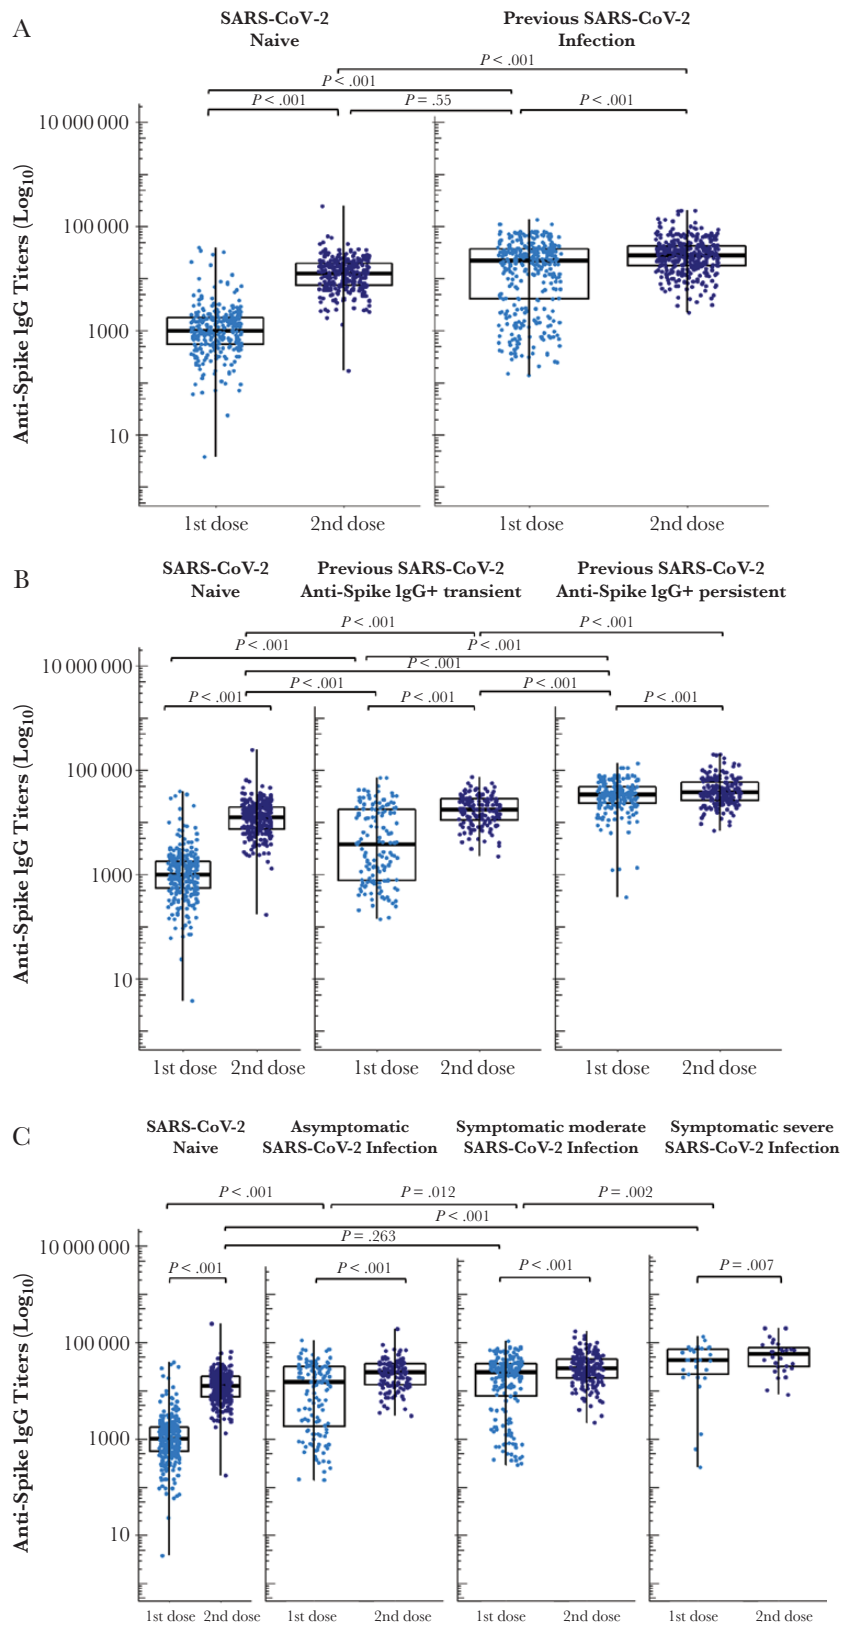 A
SARS-CoV-2
Naive
Previous SARS-CoV-2
Infection
P < .001
P < .001
P < .001
P = .55
P < .001
Anti-Spike lgG Titers (Log10)
10 000 000
100 000
1000
10
1st dose
2nd dose
1st dose
2nd dose
B
SARS-CoV-2
Naive
Previous SARS-CoV-2
Anti-Spike lgG+ transient
Previous SARS-CoV-2
Anti-Spike lgG+ persistent
P < .001
P < .001
P < .001
P < .001
P < .001
P < .001
P < .001
P < .001
P < .001
P < .001
Anti-Spike lgG Titers (Log10)
10 000 000
100 000
1000
10
1st dose
2nd dose
1st dose
2nd dose
1st dose
2nd dose
C
SARS-CoV-2
Naive
Asymptomatic
SARS-CoV-2 Infection
Symptomatic moderate
SARS-CoV-2 Infection
Symptomatic severe
SARS-CoV-2 Infection
P < .001
P = .012
P = .002
P < .001
P = .263
P < .001
P < .001
P < .001
P = .007
Anti-Spike lgG Titers (Log10)
10 000 000
100 000
1000
10
1st dose
2nd dose
1st dose
2nd dose
1st dose
2nd dose
1st dose
2nd dose